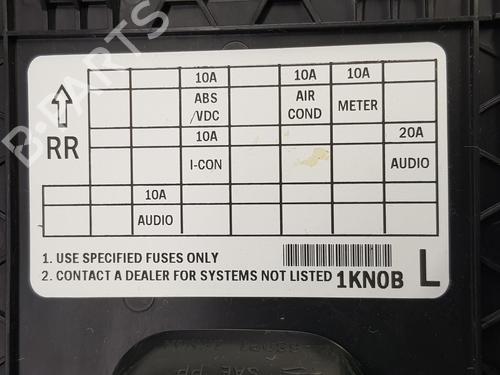 B-PARTS
10A 10A 10A
ABS /VDC AIR COND METER
RR
10A 20A
I-CON AUDIO
10A
AUDIO
1. USE SPECIFIED FUSES ONLY
2. CONTACT A DEALER FOR SYSTEMS NOT LISTED 1KN0B L